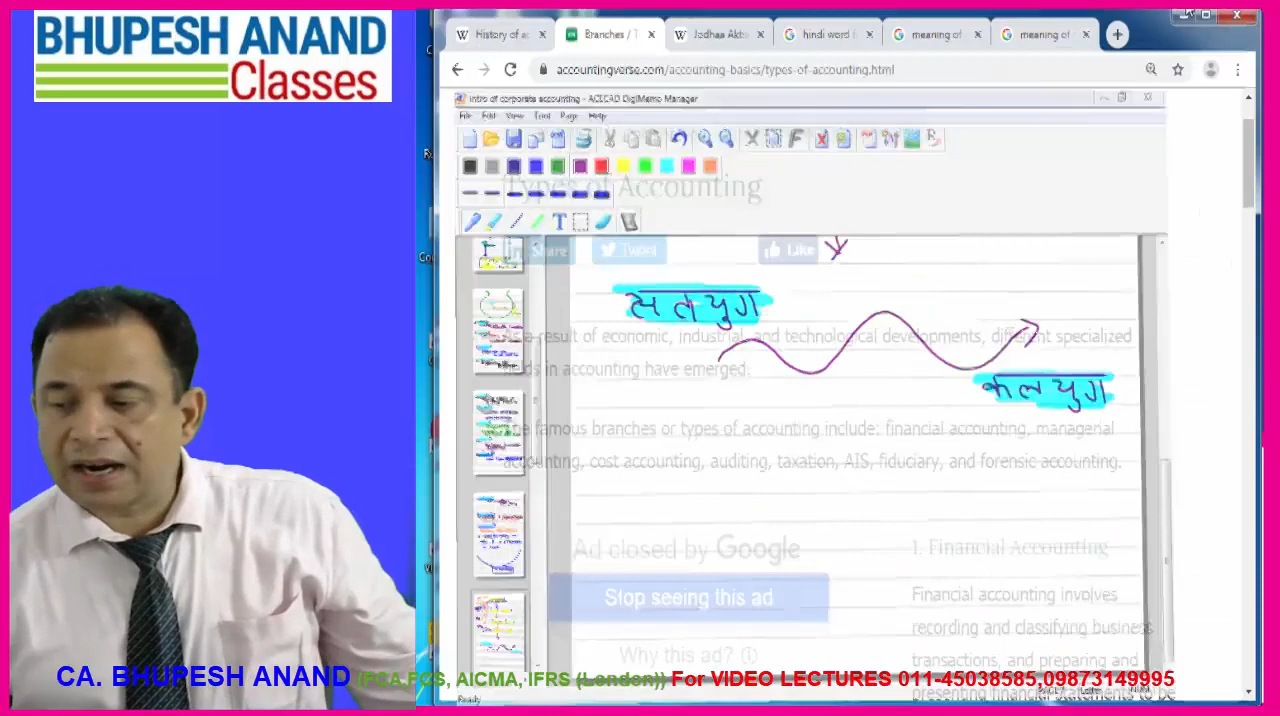 BHUPESH ANAND
Classes
History of a
Branches / T
Jodhaa Akb
hindi word f
meaning of
meaning of
accountingverse.com/accounting-basics/types-of-accounting.html
Intro of corporate accounting - ACECAD DigiMemo Manager
File Edit View Tool Page Help
Types of Accounting
Share Tweet Like
सतयुग
As a result of economic, industrial, and technological developments, different specialized
fields in accounting have emerged.
कलयुग
famous branches or types of accounting include: financial accounting, managerial
accounting, cost accounting, auditing, taxation, AIS, fiduciary, and forensic accounting.
Ad closed by Google
Stop seeing this ad
Why this ad?
Financial Accounting
Financial accounting involves
recording and classifying business
transactions, and preparing and
presenting financial statements to be
CA. BHUPESH ANAND (FCA,FCS, AICMA, IFRS (London)) For VIDEO LECTURES 011-45038585,09873149995
Ready